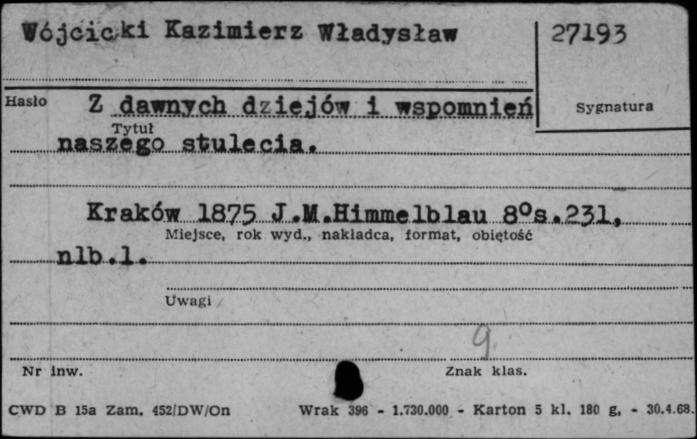 Wójcicki Kazimierz Władysław
27193
Hasło
Z dawnych dziejów i wspomnień
Sygnatura
Tytuł
naszego stulecia.
Kraków 1875 J.M.Himmelblau 8°s.231,
Miejsce, rok wyd., nakładca, format, objętość
nlb.1.
Uwagi
9
Nr inw.
Znak klas.
CWD B 15a Zam. 452/DW/On
Wrak 396 - 1.730.000 - Karton 5 kl. 180 g. - 30.4.68.